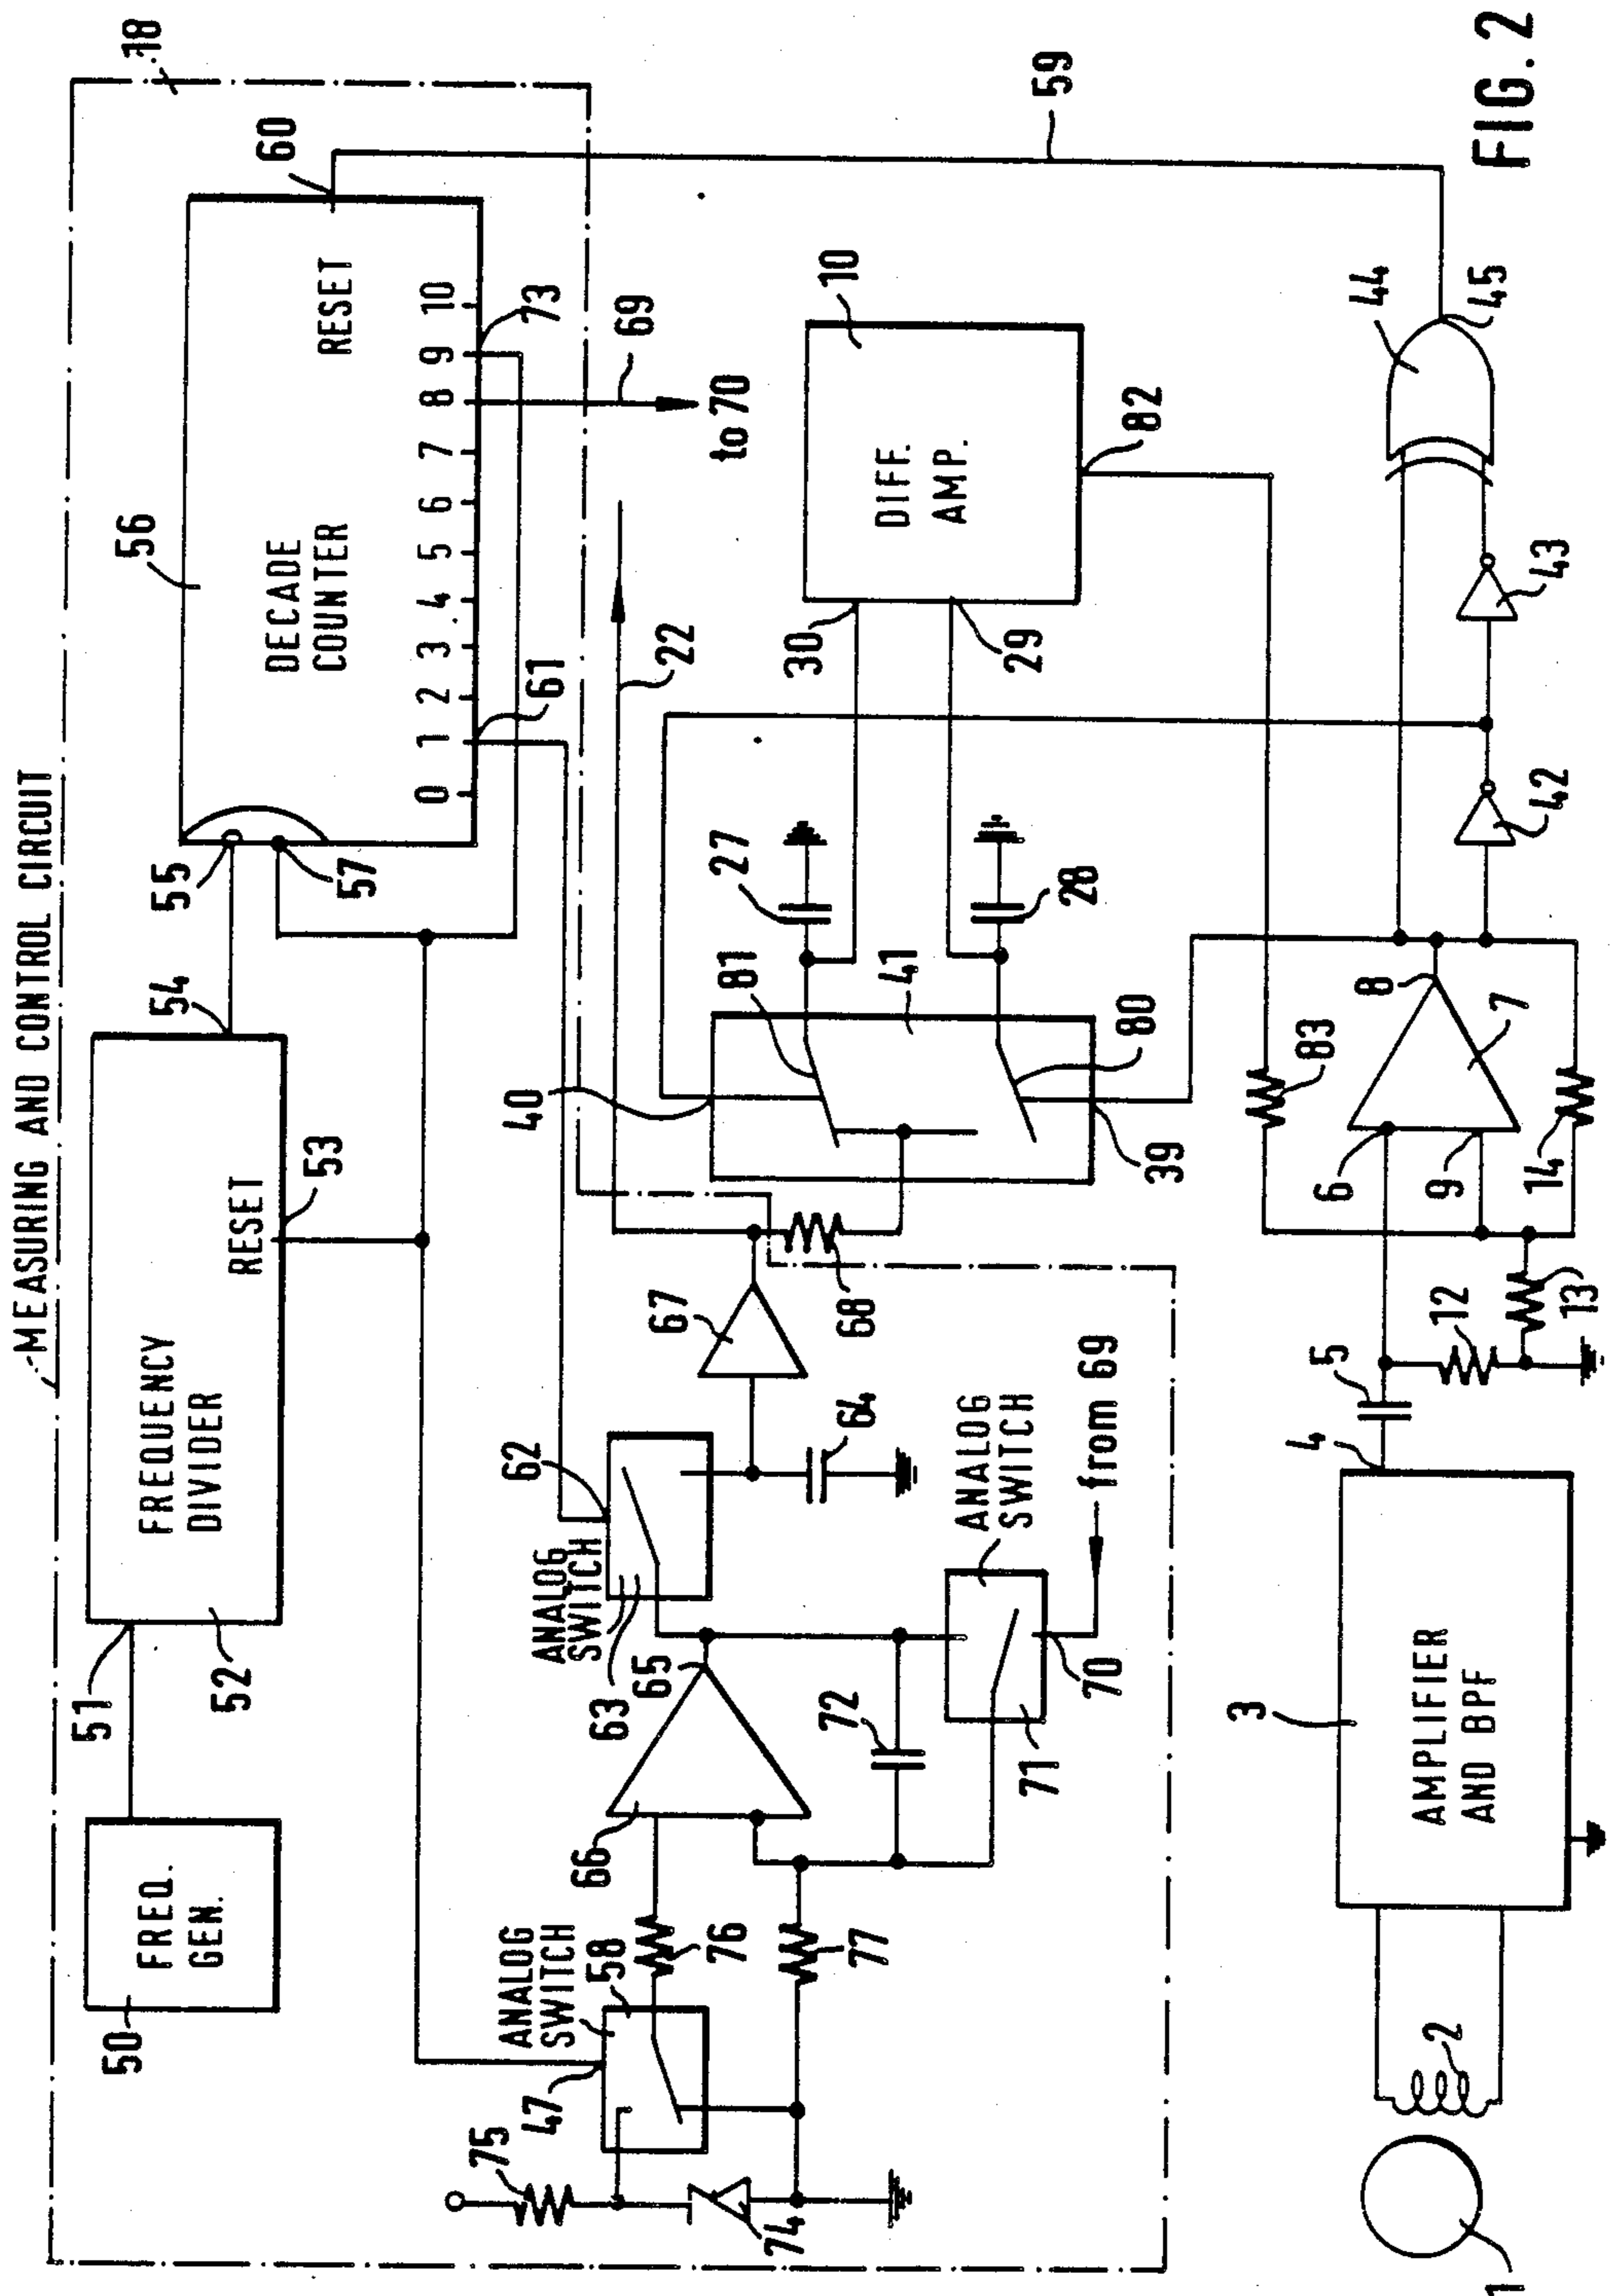 MEASURING AND CONTROL CIRCUIT
18
50
FREQ.
GEN.
51
52
FREQUENCY
DIVIDER
RESET
53
54
55
56
57
DECADE
COUNTER
RESET
60
0 1 2 3 4 5 6 7 8 9 10
61
73
69
to 70
59
75
47
ANALOG
SWITCH
58
74
76
77
66
65
63
ANALOG
SWITCH
62
64
67
68
72
71
70
ANALOG
SWITCH
from 69
22
40
81
41
80
39
27
28
30
29
DIFF.
AMP.
10
82
1
2
3
AMPLIFIER
AND BPF
4
5
12
13
6
9
14
83
8
7
42
43
44
45
FIG. 2